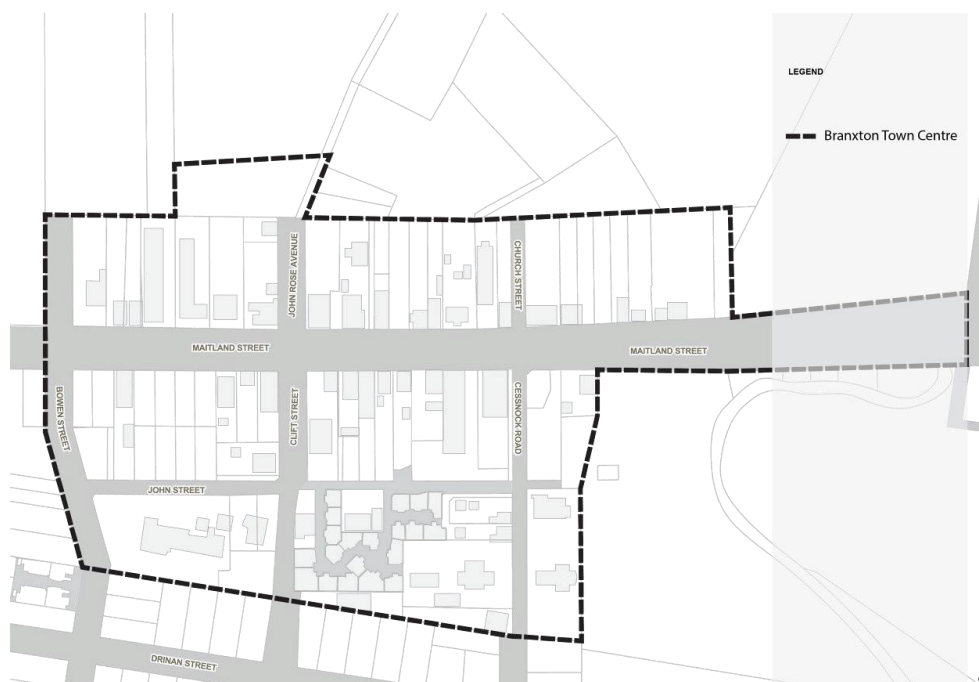 LEGEND
Branxton Town Centre
JOHN ROSE AVENUE
CHURCH STREET
MAITLAND STREET
MAITLAND STREET
BOWEN STREET
CLIFT STREET
CESSNOCK ROAD
JOHN STREET
DRINAN STREET